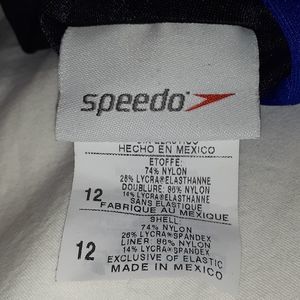 speedo
SIN ELASTICO
HECHO EN MEXICO
ETOFFE:
74% NYLON
26% LYCRA®ELASTHANNE
DOUBLURE: 86% NYLON
14% LYCRA®ELASTHANNE
SANS ELASTIQUE
12
FABRIQUE AU MEXIQUE
SHELL:
74% NYLON
26% LYCRA®SPANDEX
LINER: 86% NYLON
14% LYCRA®SPANDEX
12
EXCLUSIVE OF ELASTIC
MADE IN MEXICO